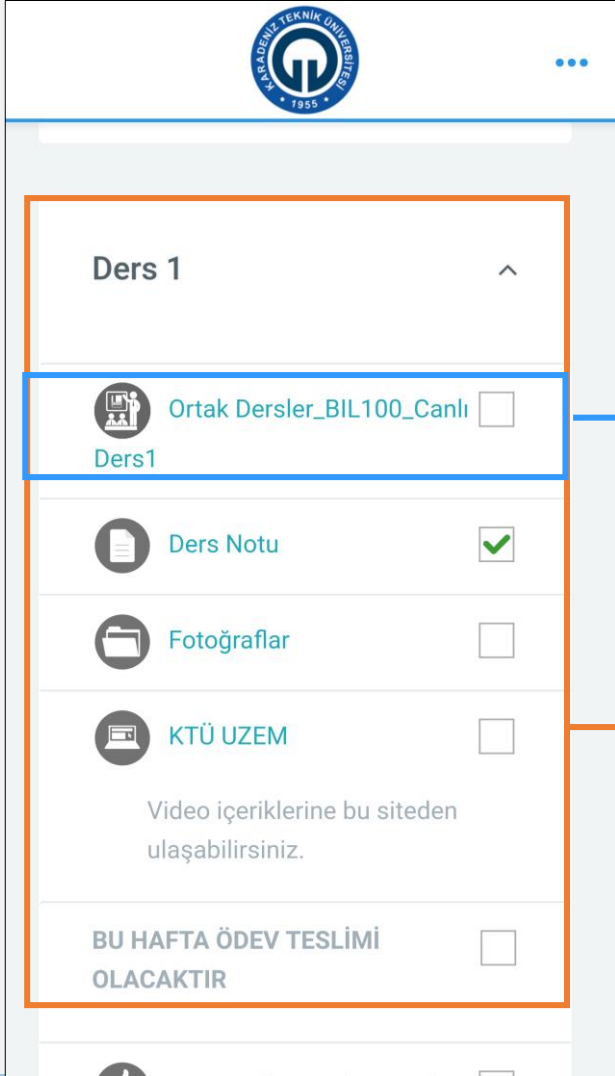 KARADENİZ TEKNİK ÜNİVERSİTESİ
1955
Ders 1
Ortak Dersler_BIL100_Canlı
Ders1
Ders Notu
Fotoğraflar
KTÜ UZEM
Video içeriklerine bu siteden
ulaşabilirsiniz.
BU HAFTA ÖDEV TESLİMİ
OLACAKTIR